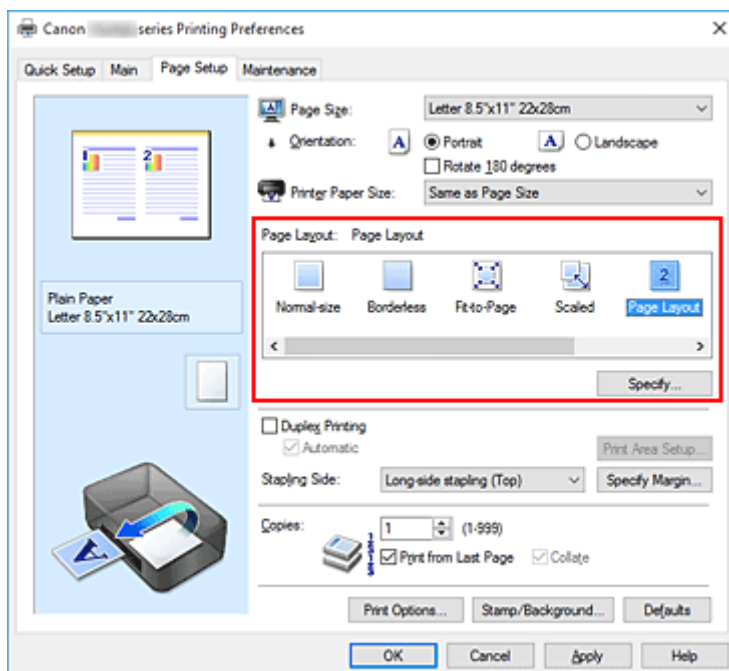 Canon series Printing Preferences
Quick Setup Main Page Setup Maintenance
1 2
Plain Paper
Letter 8.5"x11" 22x28cm
Page Size: Letter 8.5"x11" 22x28cm
Orientation: A Portrait A Landscape
Rotate 180 degrees
Printer Paper Size: Same as Page Size
Page Layout: Page Layout
2
Normal-size Borderless Fit-to-Page Scaled Page Layout
Specify...
Duplex Printing
Automatic Print Area Setup...
Stapling Side: Long-side stapling (Top) Specify Margin...
Copies: 1 (1-999)
Print from Last Page Collate
Print Options... Stamp/Background... Defaults
OK Cancel Apply Help